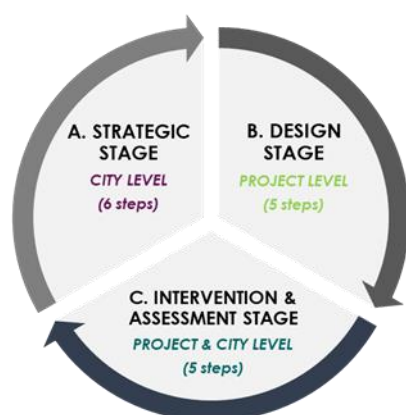 A. STRATEGIC
STAGE
CITY LEVEL
(6 steps)
B. DESIGN
STAGE
PROJECT LEVEL
(5 steps)
C. INTERVENTION &
ASSESSMENT STAGE
PROJECT & CITY LEVEL
(5 steps)